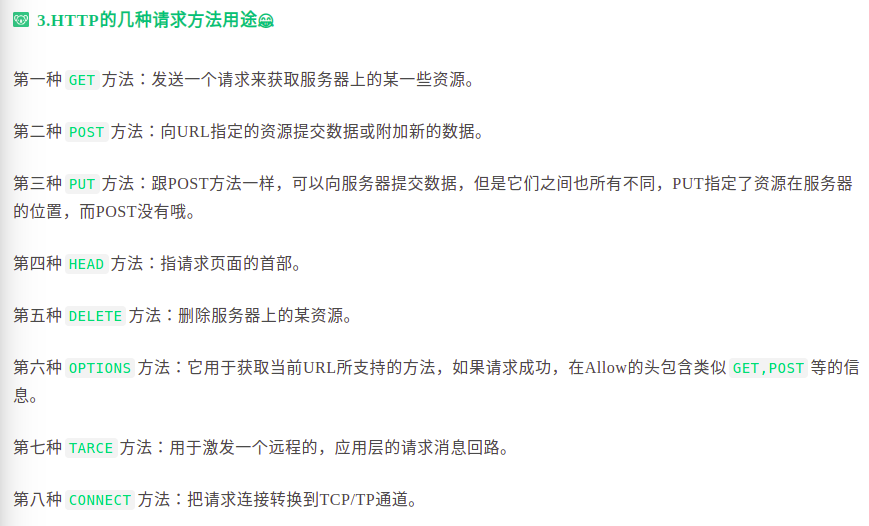 3.HTTP的几种请求方法用途
第一种 GET 方法：发送一个请求来获取服务器上的某一些资源。
第二种 POST 方法：向URL指定的资源提交数据或附加新的数据。
第三种 PUT 方法：跟POST方法一样，可以向服务器提交数据，但是它们之间也所有不同，PUT指定了资源在服务器
的位置，而POST没有哦。
第四种 HEAD 方法：指请求页面的首部。
第五种 DELETE 方法：删除服务器上的某资源。
第六种 OPTIONS 方法：它用于获取当前URL所支持的方法，如果请求成功，在Allow的头包含类似 GET,POST 等的信
息。
第七种 TARCE 方法：用于激发一个远程的，应用层的请求消息回路。
第八种 CONNECT 方法：把请求连接转换到TCP/TP通道。